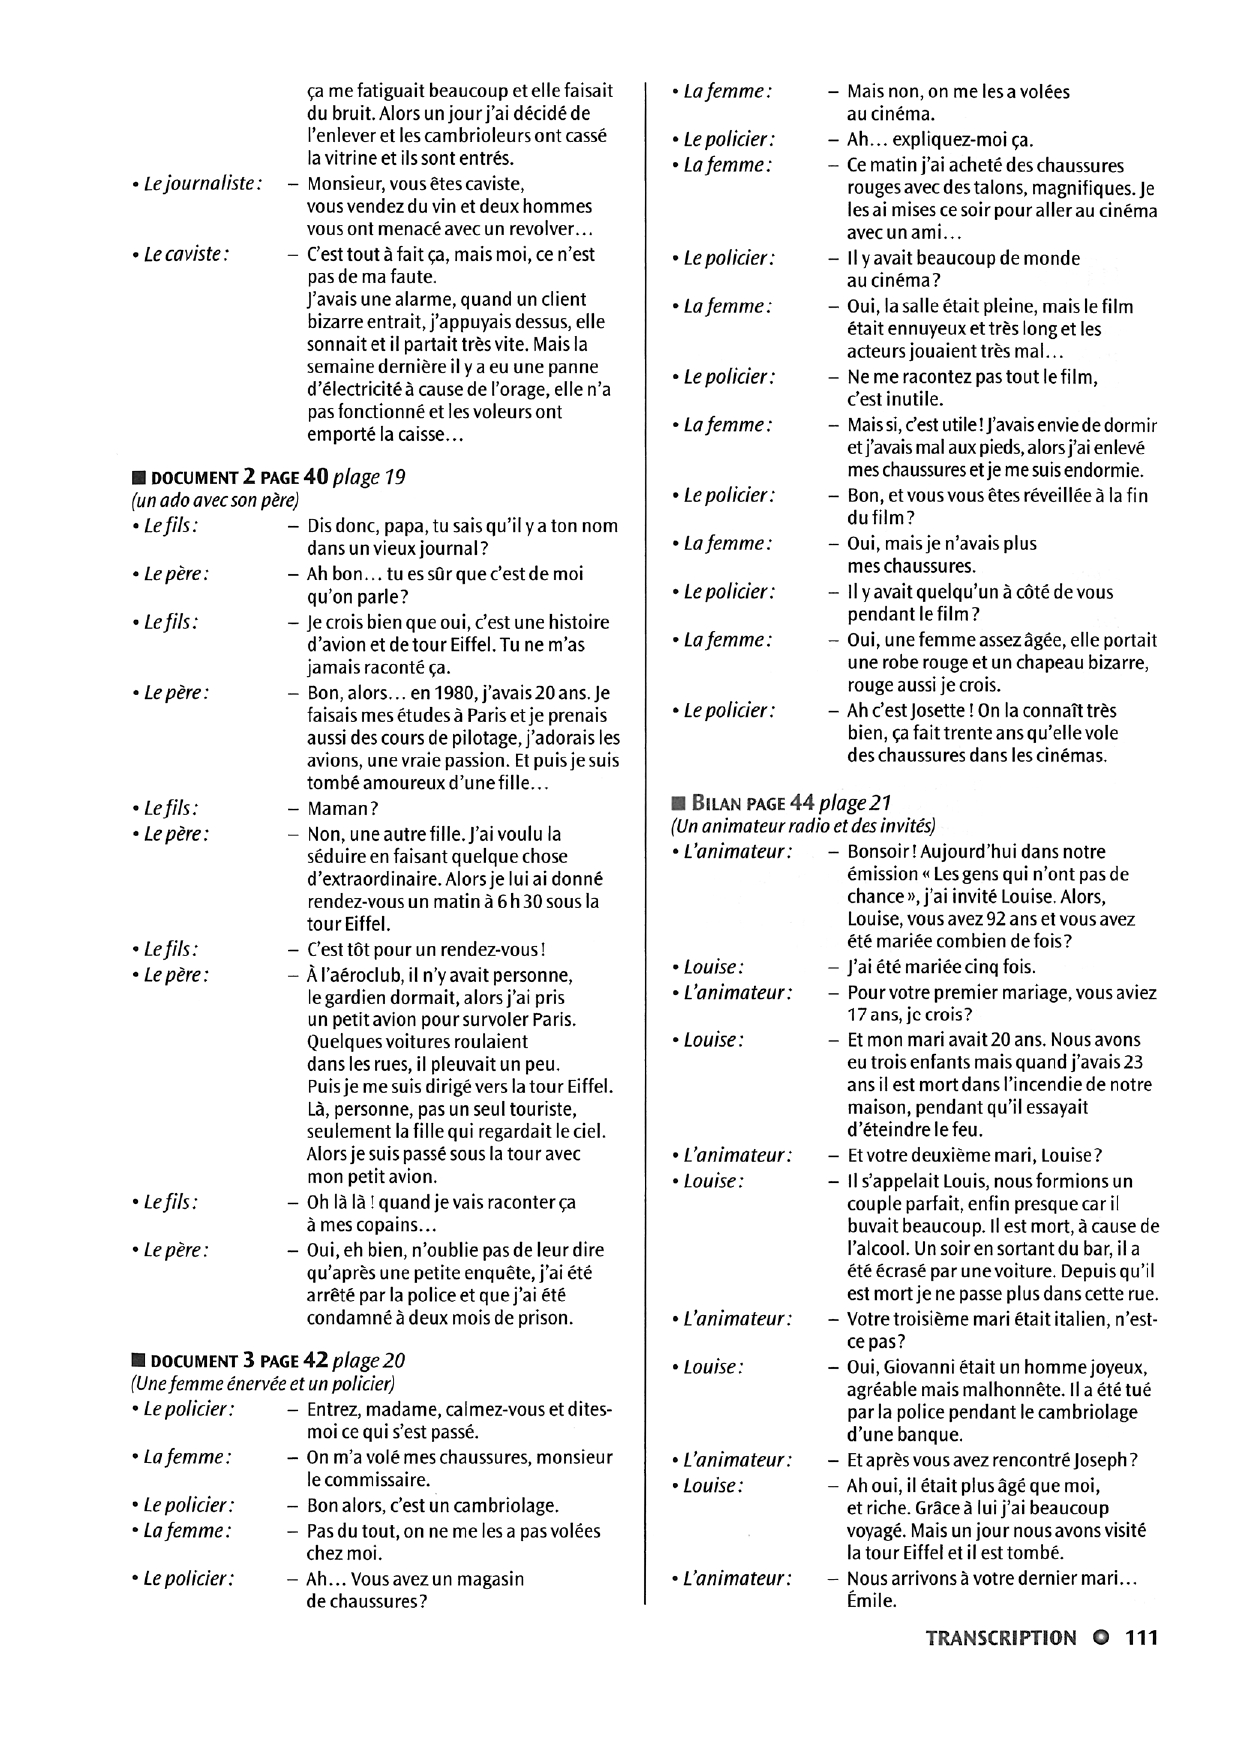 ça me fatiguait beaucoup et elle faisait
du bruit. Alors un jour j'ai décidé de
l'enlever et les cambrioleurs ont cassé
la vitrine et ils sont entrés.
• Le journaliste : – Monsieur, vous êtes caviste,
vous vendez du vin et deux hommes
vous ont menacé avec un revolver…
• Le caviste : – C'est tout à fait ça, mais moi, ce n'est
pas de ma faute.
J'avais une alarme, quand un client
bizarre entrait, j'appuyais dessus, elle
sonnait et il partait très vite. Mais la
semaine dernière il y a eu une panne
d'électricité à cause de l'orage, elle n'a
pas fonctionné et les voleurs ont
emporté la caisse…
■ DOCUMENT 2 PAGE 40 plage 19
(un ado avec son père)
• Le fils : – Dis donc, papa, tu sais qu'il y a ton nom
dans un vieux journal ?
• Le père : – Ah bon… tu es sûr que c'est de moi
qu'on parle ?
• Le fils : – Je crois bien que oui, c'est une histoire
d'avion et de tour Eiffel. Tu ne m'as
jamais raconté ça.
• Le père : – Bon, alors… en 1980, j'avais 20 ans. Je
faisais mes études à Paris et je prenais
aussi des cours de pilotage, j'adorais les
avions, une vraie passion. Et puis je suis
tombé amoureux d'une fille…
• Le fils : – Maman ?
• Le père : – Non, une autre fille. J'ai voulu la
séduire en faisant quelque chose
d'extraordinaire. Alors je lui ai donné
rendez-vous un matin à 6 h 30 sous la
tour Eiffel.
• Le fils : – C'est tôt pour un rendez-vous !
• Le père : – À l'aéroclub, il n'y avait personne,
le gardien dormait, alors j'ai pris
un petit avion pour survoler Paris.
Quelques voitures roulaient
dans les rues, il pleuvait un peu.
Puis je me suis dirigé vers la tour Eiffel.
Là, personne, pas un seul touriste,
seulement la fille qui regardait le ciel.
Alors je suis passé sous la tour avec
mon petit avion.
• Le fils : – Oh là là ! quand je vais raconter ça
à mes copains…
• Le père : – Oui, eh bien, n'oublie pas de leur dire
qu'après une petite enquête, j'ai été
arrêté par la police et que j'ai été
condamné à deux mois de prison.
■ DOCUMENT 3 PAGE 42 plage 20
(Une femme énervée et un policier)
• Le policier : – Entrez, madame, calmez-vous et dites-
moi ce qui s'est passé.
• La femme : – On m'a volé mes chaussures, monsieur
le commissaire.
• Le policier : – Bon alors, c'est un cambriolage.
• La femme : – Pas du tout, on ne me les a pas volées
chez moi.
• Le policier : – Ah… Vous avez un magasin
de chaussures ?
• La femme : – Mais non, on me les a volées
au cinéma.
• Le policier : – Ah… expliquez-moi ça.
• La femme : – Ce matin j'ai acheté des chaussures
rouges avec des talons, magnifiques. Je
les ai mises ce soir pour aller au cinéma
avec un ami…
• Le policier : – Il y avait beaucoup de monde
au cinéma ?
• La femme : – Oui, la salle était pleine, mais le film
était ennuyeux et très long et les
acteurs jouaient très mal…
• Le policier : – Ne me racontez pas tout le film,
c'est inutile.
• La femme : – Mais si, c'est utile ! J'avais envie de dormir
et j'avais mal aux pieds, alors j'ai enlevé
mes chaussures et je me suis endormie.
• Le policier : – Bon, et vous vous êtes réveillée à la fin
du film ?
• La femme : – Oui, mais je n'avais plus
mes chaussures.
• Le policier : – Il y avait quelqu'un à côté de vous
pendant le film ?
• La femme : – Oui, une femme assez âgée, elle portait
une robe rouge et un chapeau bizarre,
rouge aussi je crois.
• Le policier : – Ah c'est Josette ! On la connaît très
bien, ça fait trente ans qu'elle vole
des chaussures dans les cinémas.
■ BILAN PAGE 44 plage 21
(Un animateur radio et des invités)
• L'animateur : – Bonsoir ! Aujourd'hui dans notre
émission « Les gens qui n'ont pas de
chance », j'ai invité Louise. Alors,
Louise, vous avez 92 ans et vous avez
été mariée combien de fois ?
• Louise : – J'ai été mariée cinq fois.
• L'animateur : – Pour votre premier mariage, vous aviez
17 ans, je crois ?
• Louise : – Et mon mari avait 20 ans. Nous avons
eu trois enfants mais quand j'avais 23
ans il est mort dans l'incendie de notre
maison, pendant qu'il essayait
d'éteindre le feu.
• L'animateur : – Et votre deuxième mari, Louise ?
• Louise : – Il s'appelait Louis, nous formions un
couple parfait, enfin presque car il
buvait beaucoup. Il est mort, à cause de
l'alcool. Un soir en sortant du bar, il a
été écrasé par une voiture. Depuis qu'il
est mort je ne passe plus dans cette rue.
• L'animateur : – Votre troisième mari était italien, n'est-
ce pas ?
• Louise : – Oui, Giovanni était un homme joyeux,
agréable mais malhonnête. Il a été tué
par la police pendant le cambriolage
d'une banque.
• L'animateur : – Et après vous avez rencontré Joseph ?
• Louise : – Ah oui, il était plus âgé que moi,
et riche. Grâce à lui j'ai beaucoup
voyagé. Mais un jour nous avons visité
la tour Eiffel et il est tombé.
• L'animateur : – Nous arrivons à votre dernier mari…
Émile.
TRANSCRIPTION 111